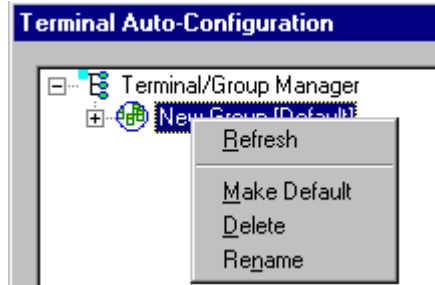 Terminal Auto-Configuration
Terminal/Group Manager
New Group [Default]
Refresh
Make Default
Delete
Rename